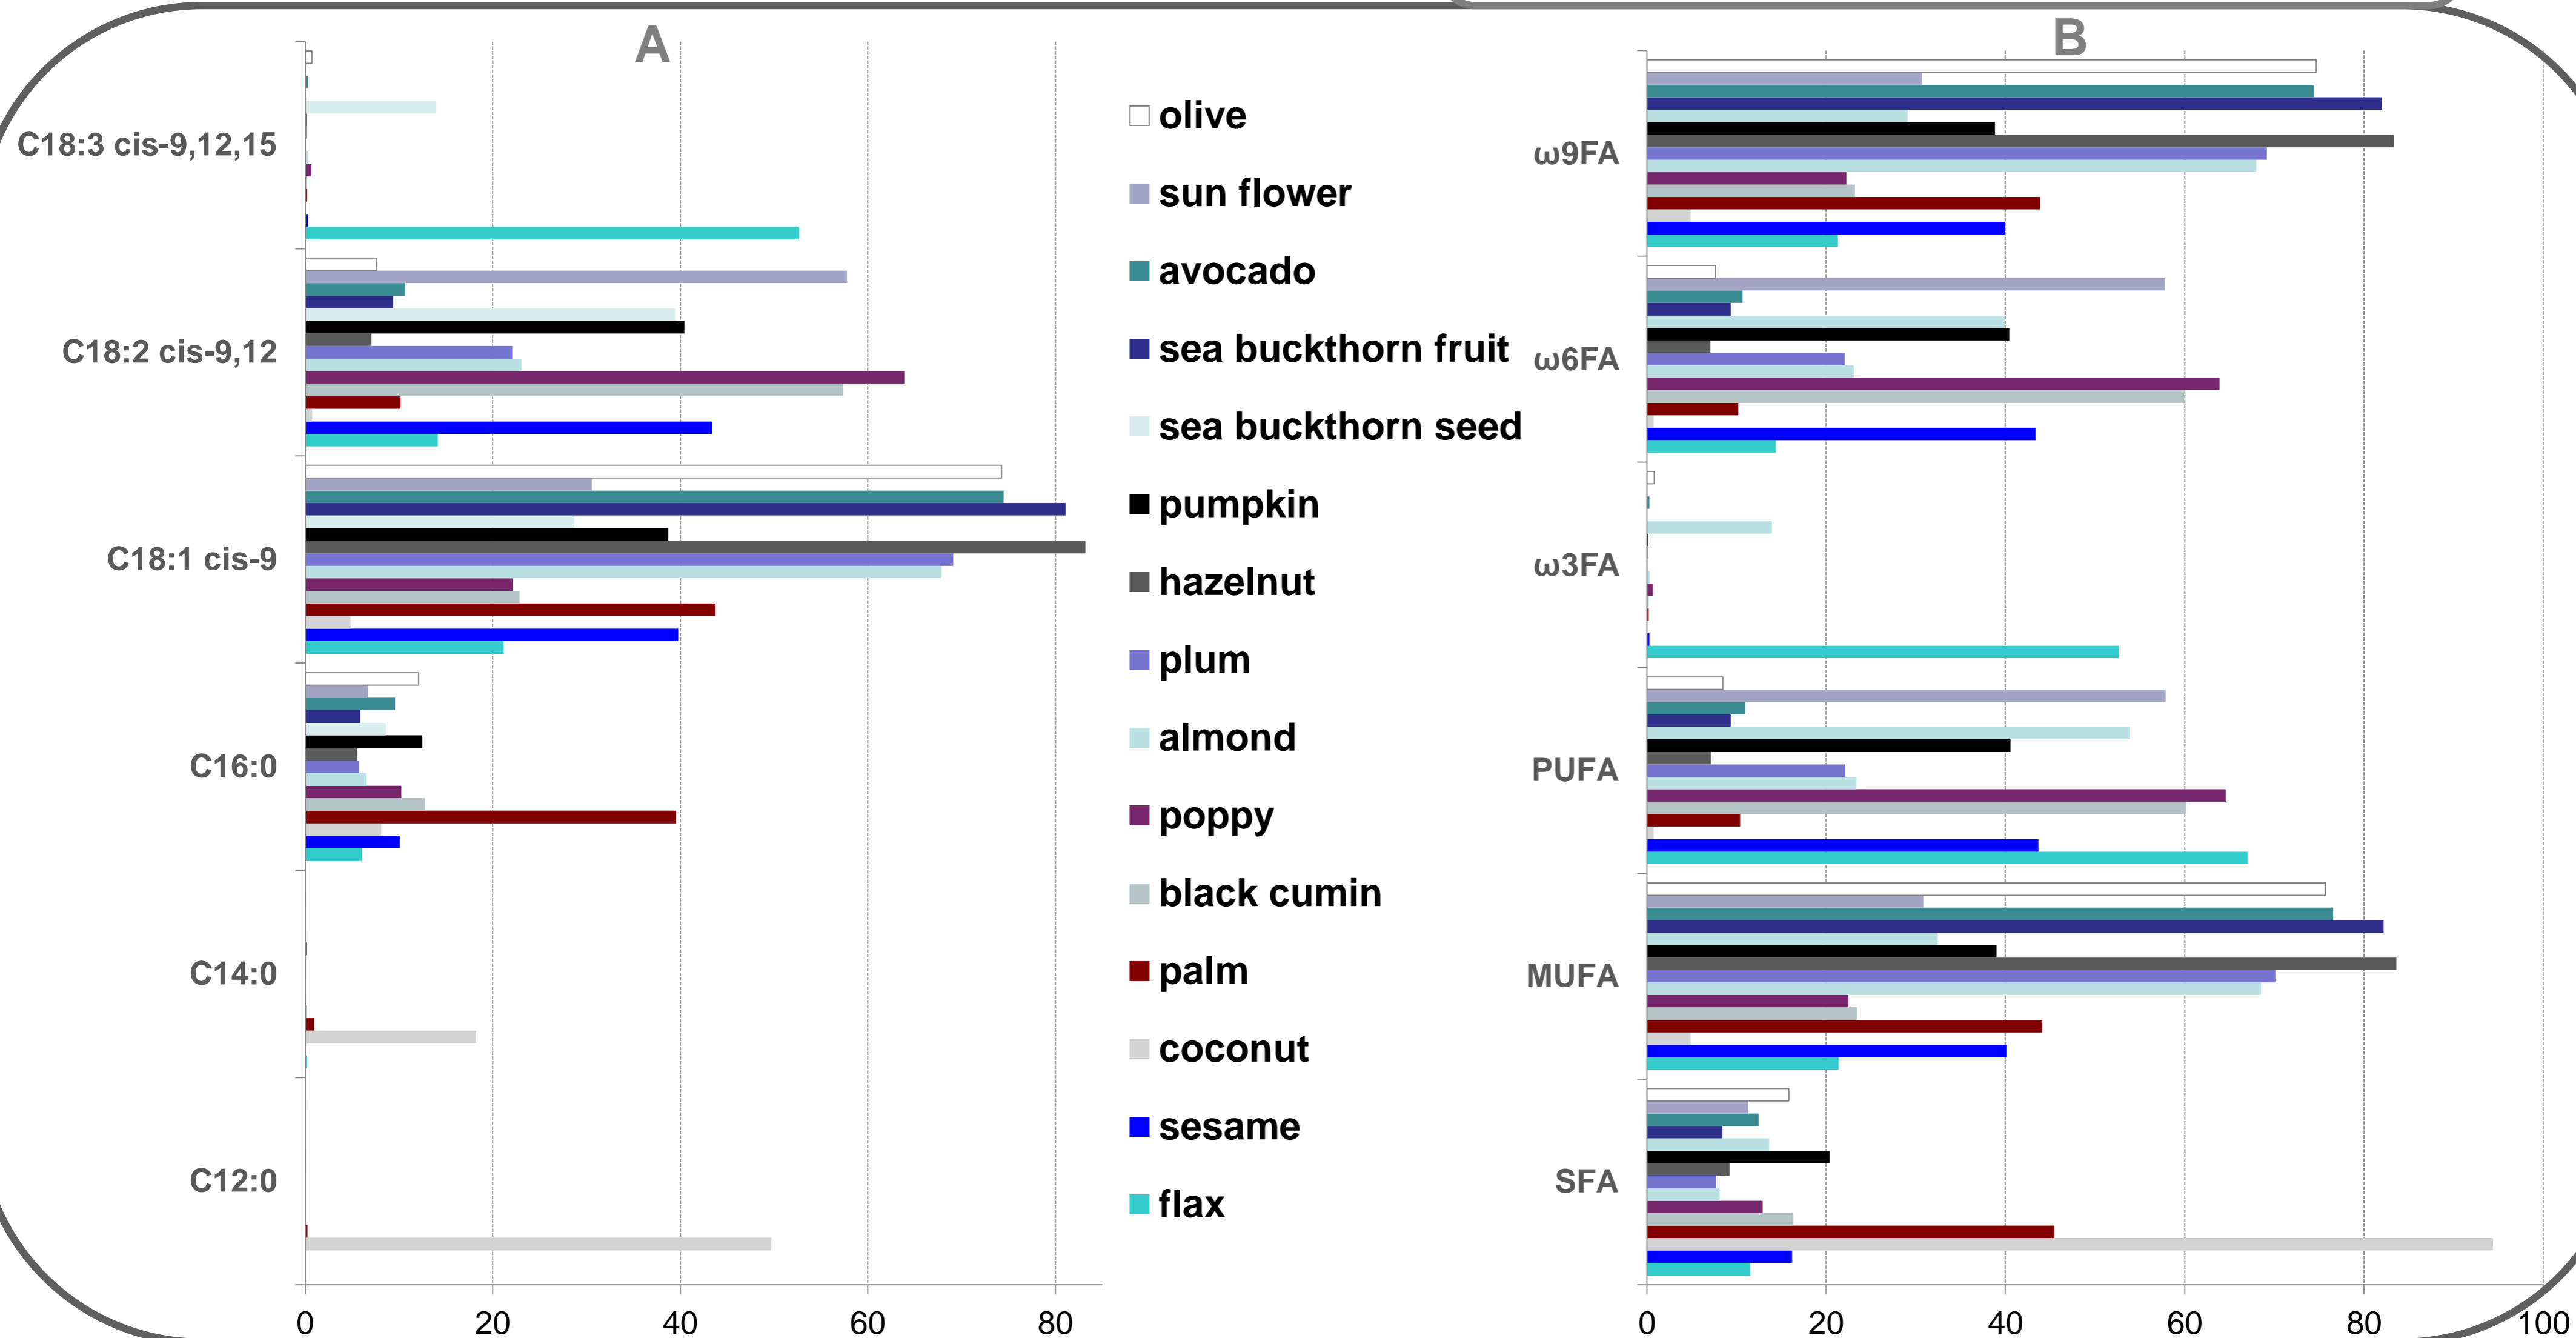 A
C18:3 cis-9,12,15
C18:2 cis-9,12
C18:1 cis-9
C16:0
C14:0
C12:0
0 20 40 60 80
olive
sun flower
avocado
sea buckthorn fruit
sea buckthorn seed
pumpkin
hazelnut
plum
almond
poppy
black cumin
palm
coconut
sesame
flax
B
ω9FA
ω6FA
ω3FA
PUFA
MUFA
SFA
0 20 40 60 80 100